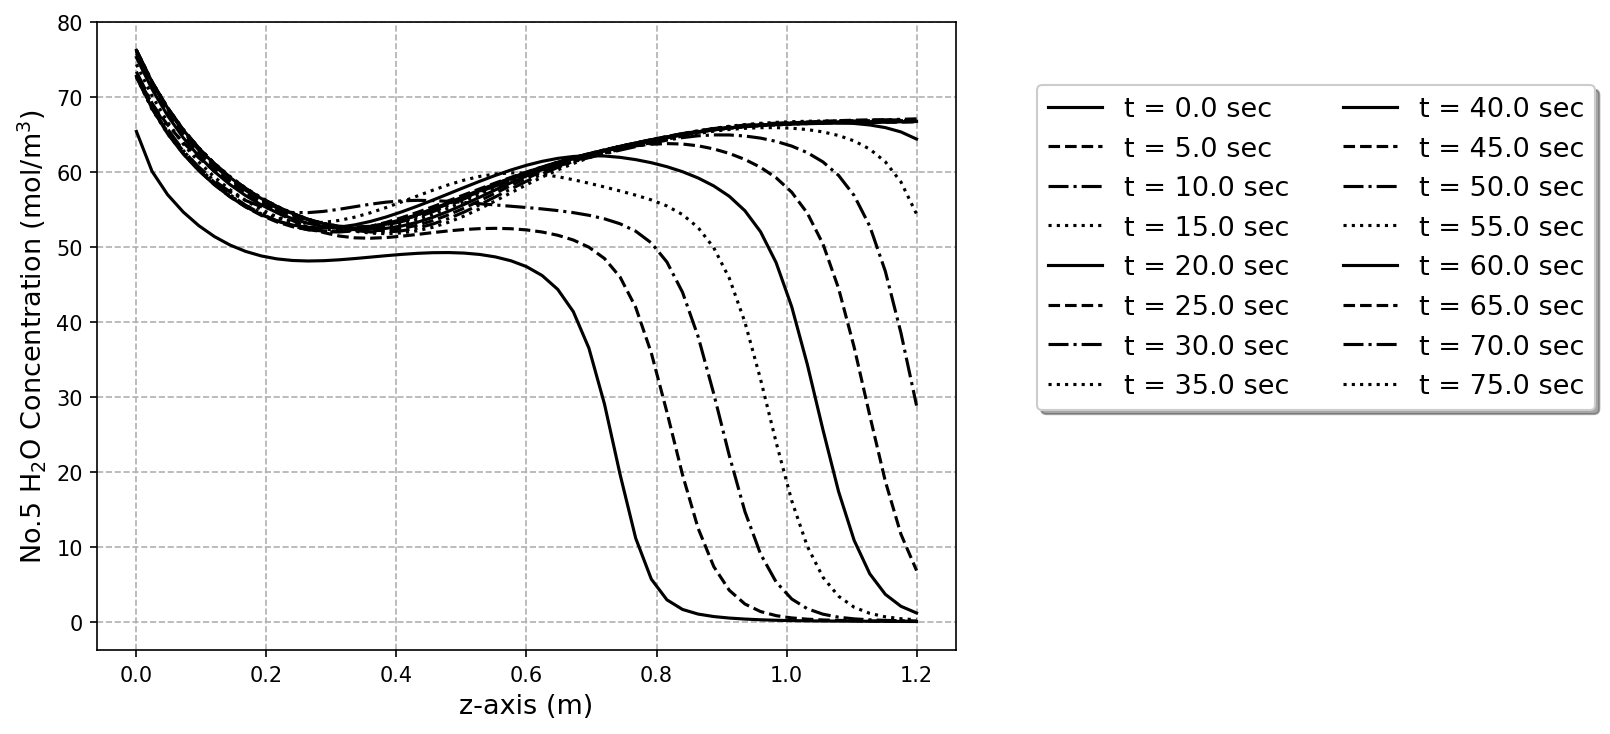 80
70
60
50
40
30
20
10
0
No.5 H₂O Concentration (mol/m³)
0.0 0.2 0.4 0.6 0.8 1.0 1.2
z-axis (m)
t = 0.0 sec
t = 5.0 sec
t = 10.0 sec
t = 15.0 sec
t = 20.0 sec
t = 25.0 sec
t = 30.0 sec
t = 35.0 sec
t = 40.0 sec
t = 45.0 sec
t = 50.0 sec
t = 55.0 sec
t = 60.0 sec
t = 65.0 sec
t = 70.0 sec
t = 75.0 sec